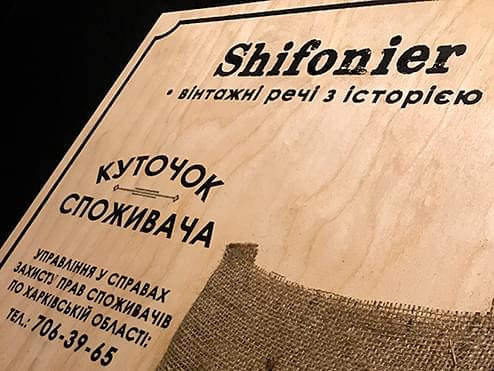 Shifonier
• вінтажні речі з історією
КУТОЧОК
СПОЖИВАЧА
УПРАВЛІННЯ У СПРАВАХ
ЗАХИСТУ ПРАВ СПОЖИВАЧІВ
ПО ХАРКІВСЬКІЙ ОБЛАСТІ:
ТЕЛ.: 706-39-65